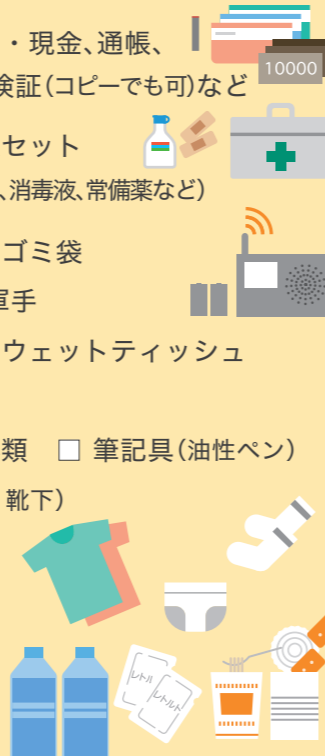 ・現金、通帳、
10000
険証(コピーでも可)など
セット
、消毒液、常備薬など)
ゴミ袋
軍手
ウェットティッシュ
類 □ 筆記具(油性ペン)
靴下)
レトル
レトルト